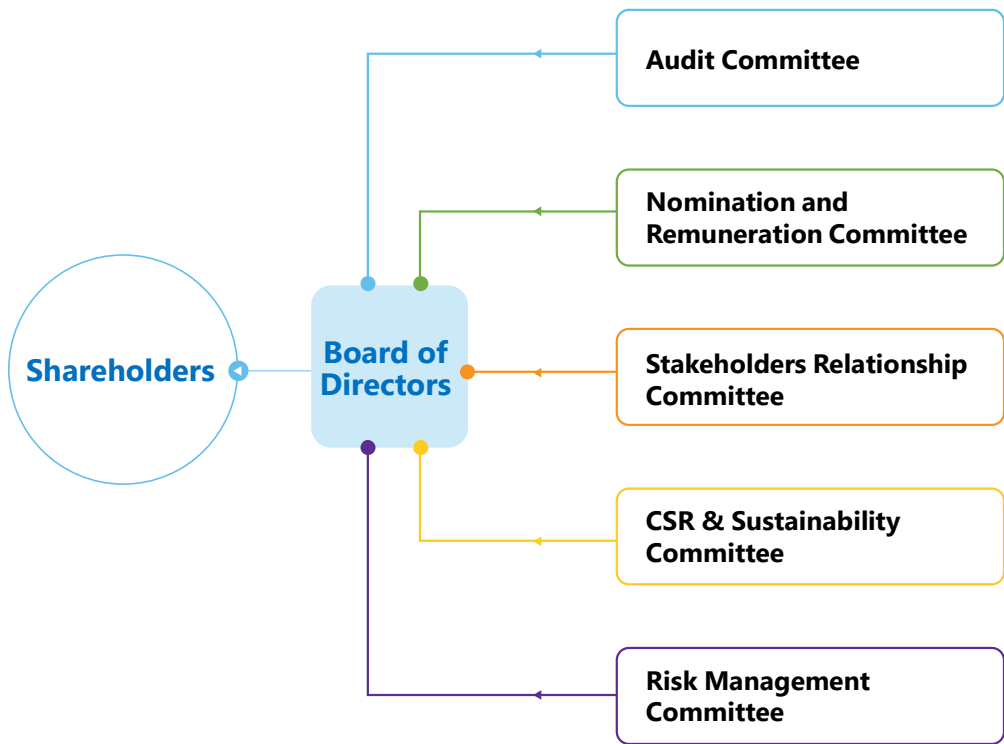 Audit Committee
Nomination and
Remuneration Committee
Shareholders
Board of
Directors
Stakeholders Relationship
Committee
CSR & Sustainability
Committee
Risk Management
Committee